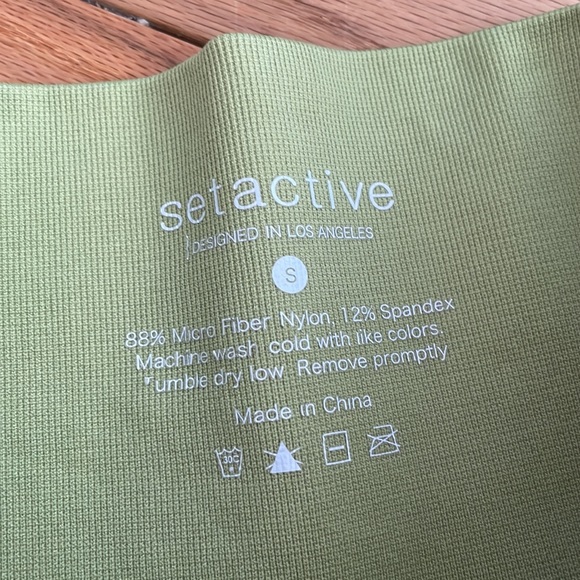 setactive
DESIGNED IN LOS ANGELES
S
88% Micro Fiber Nylon, 12% Spandex
Machine wash cold with like colors.
Tumble dry low Remove promptly
Made in China
30C